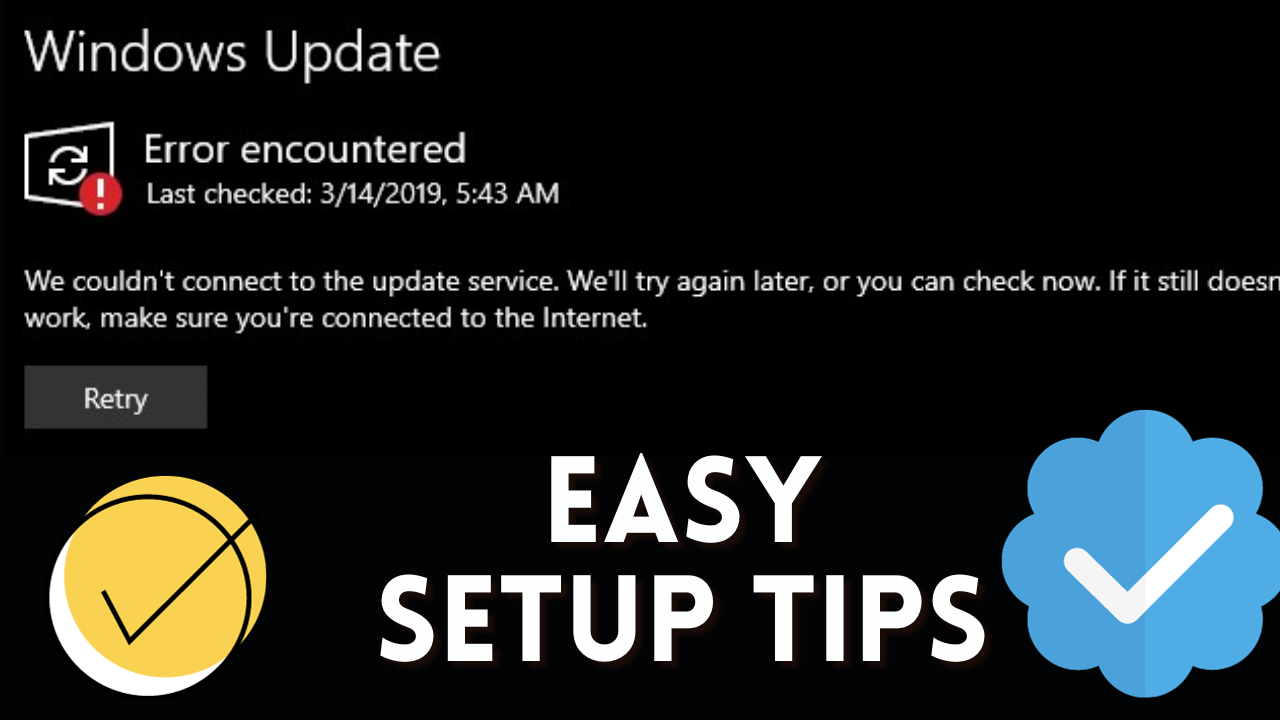 Windows Update
Error encountered
Last checked: 3/14/2019, 5:43 AM
We couldn't connect to the update service. We'll try again later, or you can check now. If it still doesn
work, make sure you're connected to the Internet.
Retry
EASY
SETUP TIPS